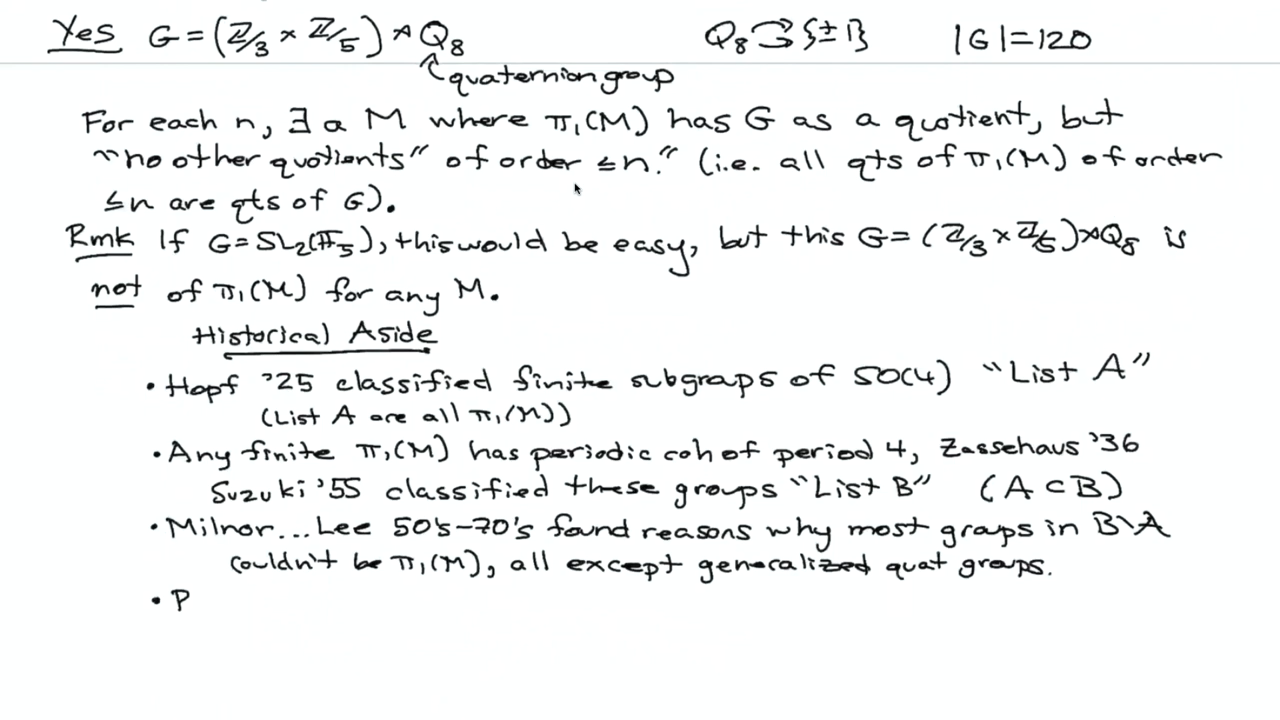 Yes G = (ℤ/3 × ℤ/5) ⋊ Q8 Q8 ↻ {±1} |G| = 120
quaternion group
For each n, ∃ a M where π1(M) has G as a quotient, but
"no other quotients" of order ≤n." (i.e. all qts of π1(M) of order
≤n are qts of G).
Rmk If G=SL2(𝔽5), this would be easy, but this G = (ℤ/3 × ℤ/5) ⋊ Q8 is
not of π1(M) for any M.
Historical Aside
• Hopf '25 classified finite subgraps of SO(4) "List A"
(List A are all π1(M))
• Any finite π1(M) has periodic coh of period 4, Zassehaus '36
Suzuki '55 classified these groups "List B" (A ⊂ B)
• Milnor...Lee 50's-70's found reasons why most graps in B\A
couldn't be π1(M), all except generalized quat groups.
• P